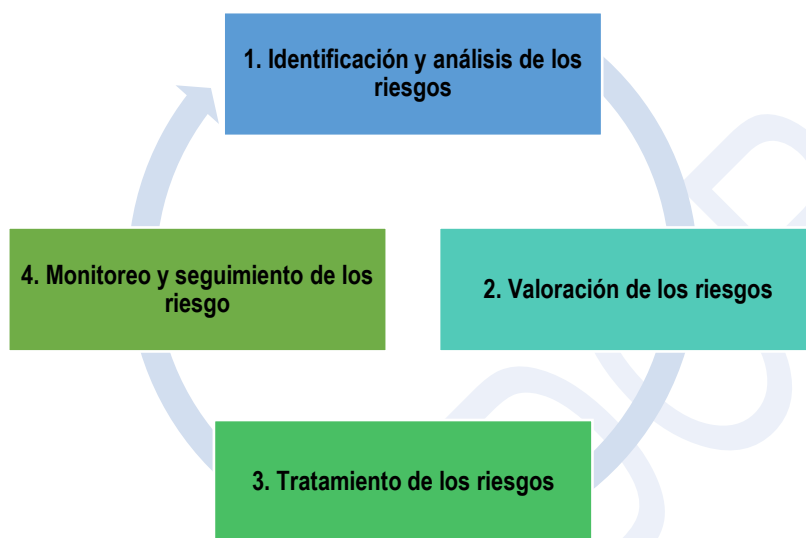 1. Identificación y análisis de los
riesgos
2. Valoración de los riesgos
3. Tratamiento de los riesgos
4. Monitoreo y seguimiento de los
riesgo